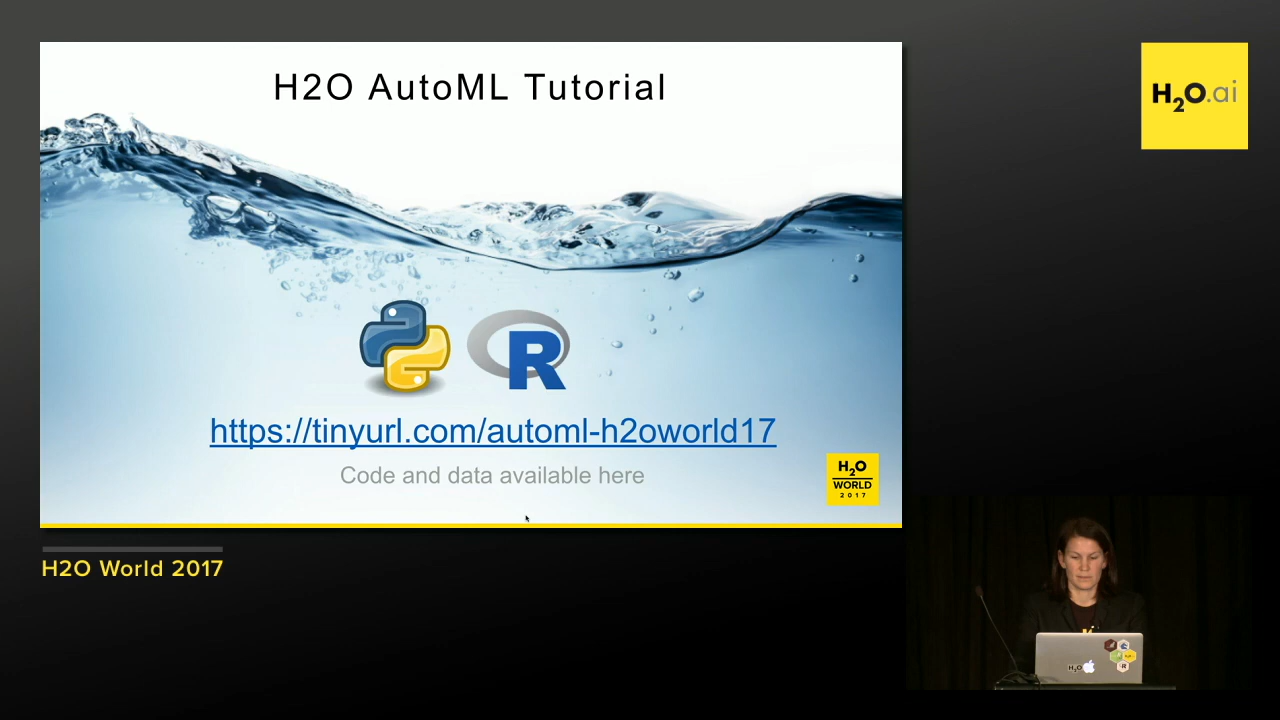 H2O AutoML Tutorial
H2O.ai
R
https://tinyurl.com/automl-h2oworld17
Code and data available here
H2O
WORLD
2017
H2O World 2017
H2O